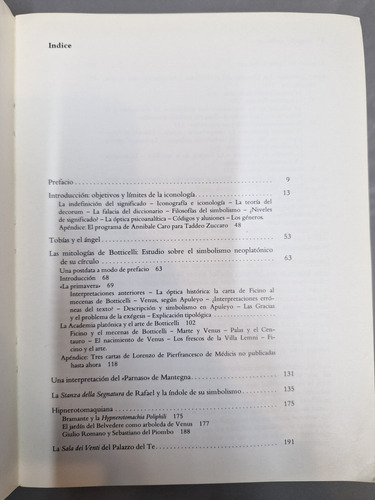 Indice
Prefacio 9
Introducción: objetivos y límites de la iconología 13
La indefinición del significado – Iconografía e iconología – La teoría del
decorum – La falacia del diccionario – Filosofías del simbolismo – ¿Niveles
de significado? – La óptica psicoanalítica – Códigos y alusiones – Los géneros.
Apéndice: El programa de Annibale Caro para Taddeo Zuccaro 48
Tobías y el ángel 53
Las mitologías de Botticelli: Estudio sobre el simbolismo neoplatónico
de su círculo 63
Una postdata a modo de prefacio 63
Introducción 68
«La primavera» 69
Interpretaciones anteriores – La óptica histórica: la carta de Ficino al
mecenas de Botticelli – Venus, según Apuleyo – ¿Interpretaciones erró-
neas del texto? – Descripción y simbolismo en Apuleyo – Las Gracias
y el problema de la exégesis – Explicación tipológica
La Academia platónica y el arte de Botticelli 102
Ficino y el mecenas de Botticelli – Marte y Venus – Palas y el Cen-
tauro – El nacimiento de Venus – Los frescos de la Villa Lemmi – Fi-
cino y el arte.
Apéndice: Tres cartas de Lorenzo de Pierfrancesco de Médicis no publicadas
hasta ahora 118
Una interpretación del «Parnaso» de Mantegna 131
La Stanza della Segnatura de Rafael y la índole de su simbolismo 135
Hipnerotomaquiana 175
Bramante y la Hypnerotomachia Poliphili 175
El jardín del Belvedere como arboleda de Venus 177
Giulio Romano y Sebastiano del Piombo 188
La Sala dei Venti del Palazzo del Te 191